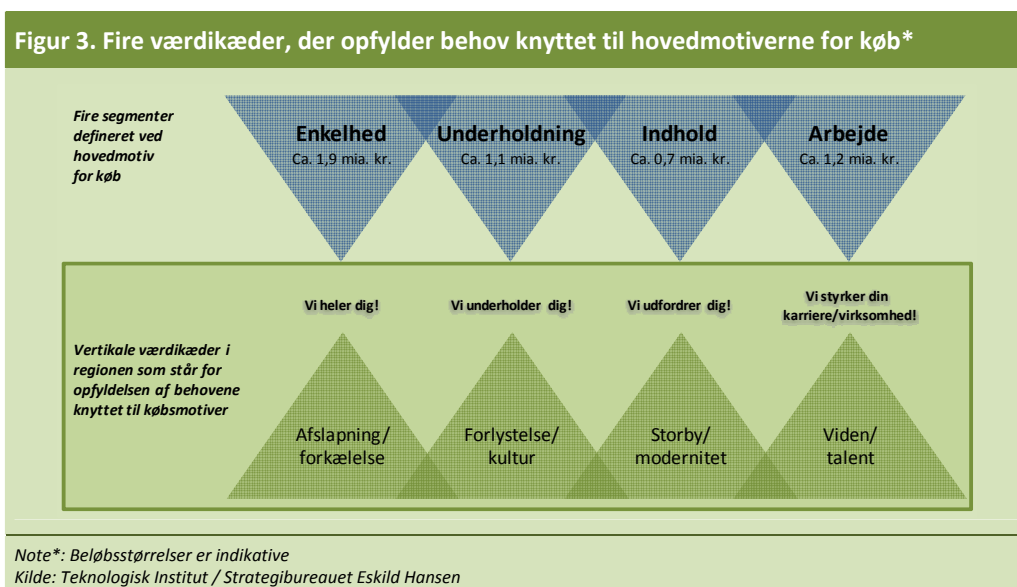 Figur 3. Fire værdikæder, der opfylder behov knyttet til hovedmotiverne for køb*
Fire segmenter
defineret ved
hovedmotiv
for køb
Enkelhed
Ca. 1,9 mia. kr.
Underholdning
Ca. 1,1 mia. kr.
Indhold
Ca. 0,7 mia. kr.
Arbejde
Ca. 1,2 mia. kr.
Vi heler dig!
Vi underholder dig!
Vi udfordrer dig!
Vi styrker din
karriere/virksomhed!
Vertikale værdikæder i
regionen som står for
opfyldelsen af behovene
knyttet til købsmotiver
Afslapning/
forkælelse
Forlystelse/
kultur
Storby/
modernitet
Viden/
talent
Note*: Beløbsstørrelser er indikative
Kilde: Teknologisk Institut / Strategibureauet Eskild Hansen